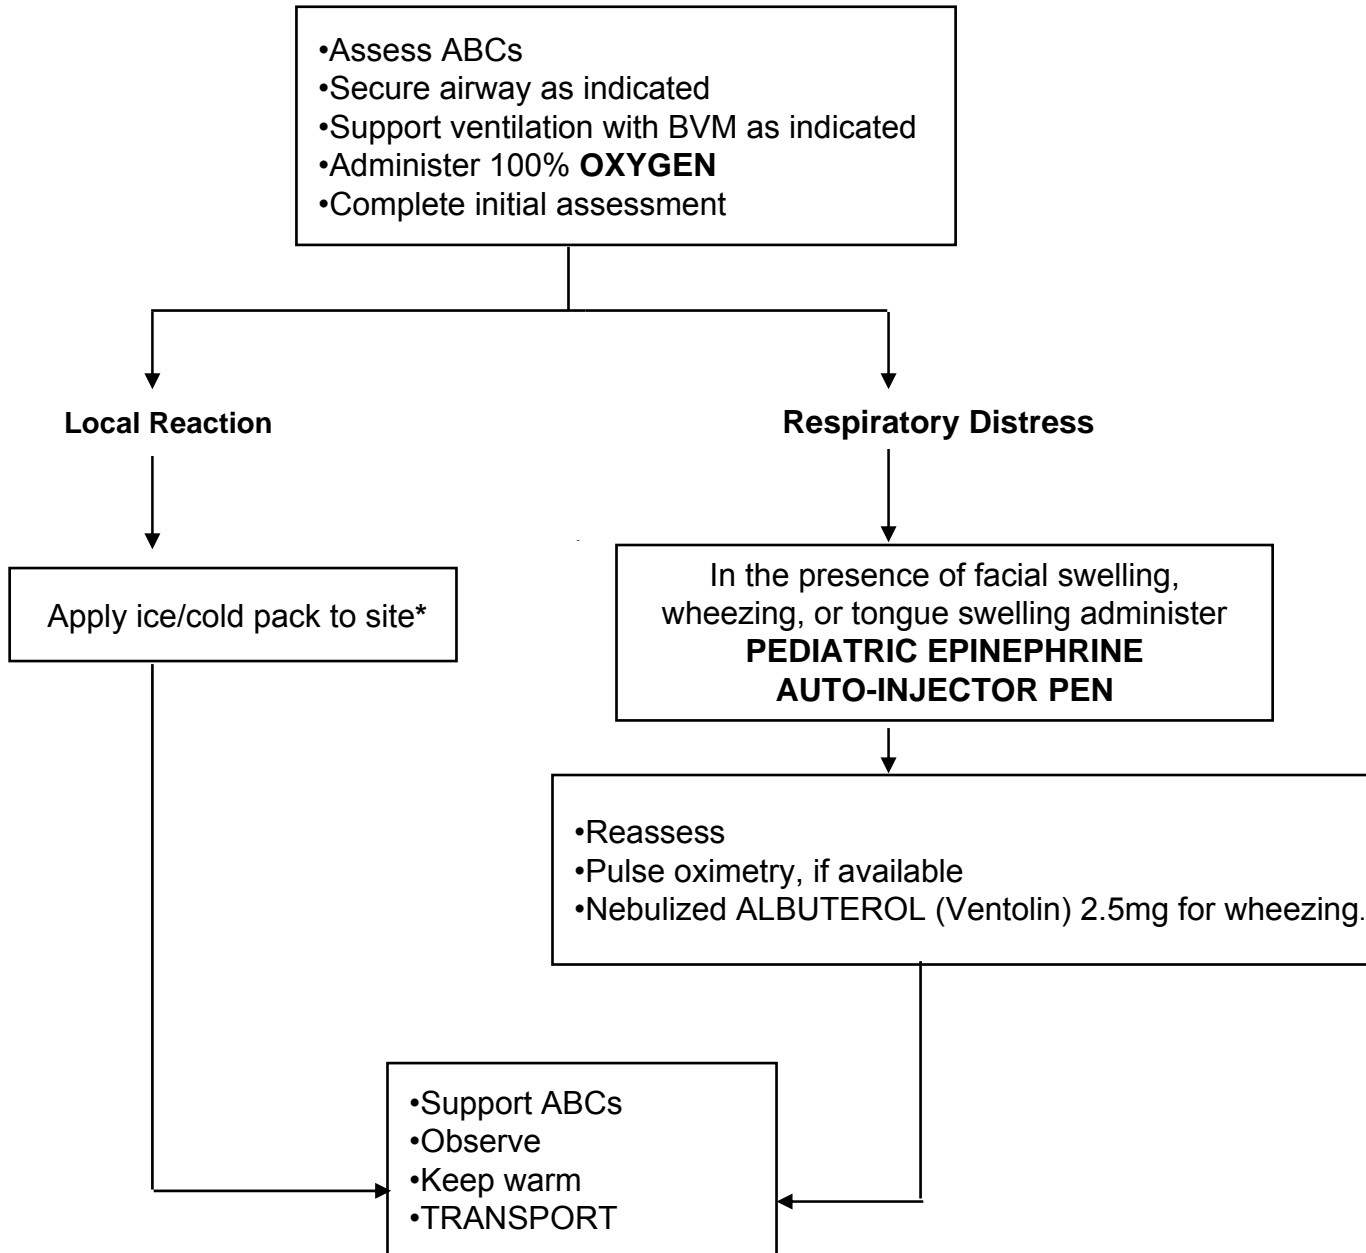 •Assess ABCs
•Secure airway as indicated
•Support ventilation with BVM as indicated
•Administer 100% OXYGEN
•Complete initial assessment
Local Reaction
Respiratory Distress
Apply ice/cold pack to site*
In the presence of facial swelling,
wheezing, or tongue swelling administer
PEDIATRIC EPINEPHRINE
AUTO-INJECTOR PEN
•Reassess
•Pulse oximetry, if available
•Nebulized ALBUTEROL (Ventolin) 2.5mg for wheezing.
•Support ABCs
•Observe
•Keep warm
•TRANSPORT